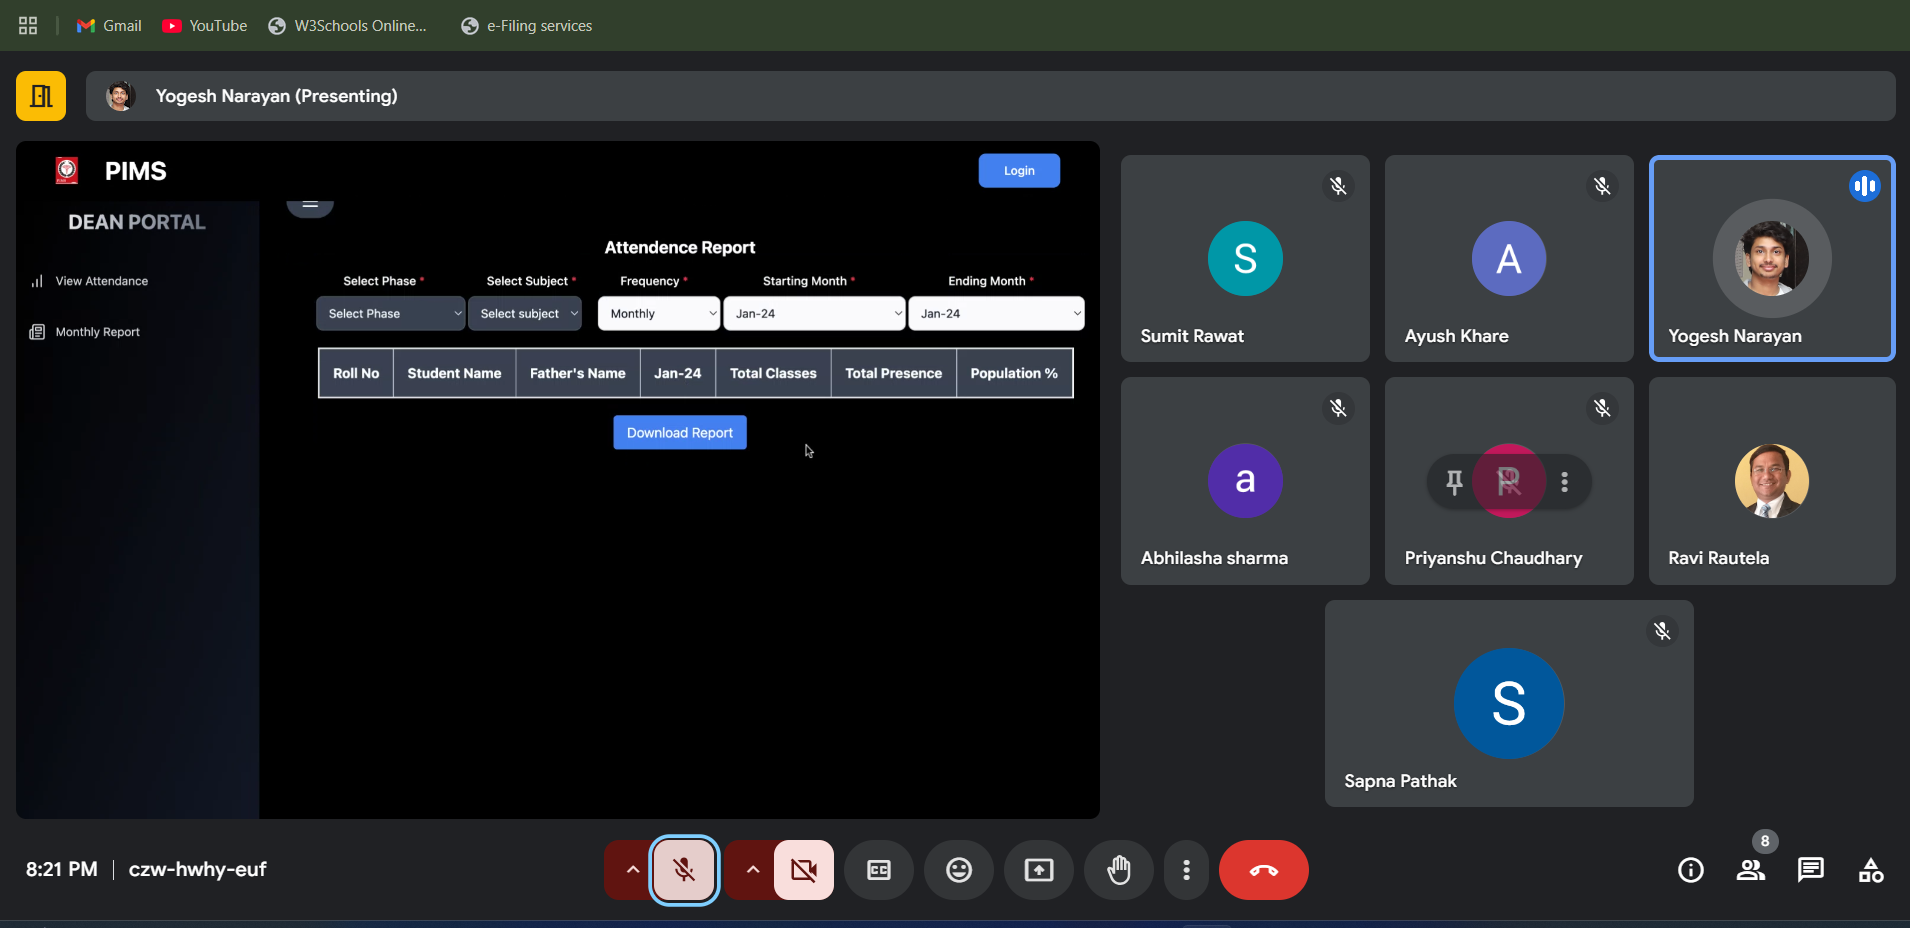 Gmail
YouTube
W3Schools Online...
e-Filing services
Yogesh Narayan (Presenting)
PIMS
Login
DEAN PORTAL
View Attendance
Monthly Report
Attendence Report
Select Phase * Select Subject * Frequency * Starting Month * Ending Month *
Select Phase Select subject Monthly Jan-24 Jan-24
Roll No Student Name Father's Name Jan-24 Total Classes Total Presence Population %
Download Report
S
Sumit Rawat
A
Ayush Khare
Yogesh Narayan
a
Abhilasha sharma
P
Priyanshu Chaudhary
Ravi Rautela
S
Sapna Pathak
8:21 PM | czw-hwhy-euf
CC
8